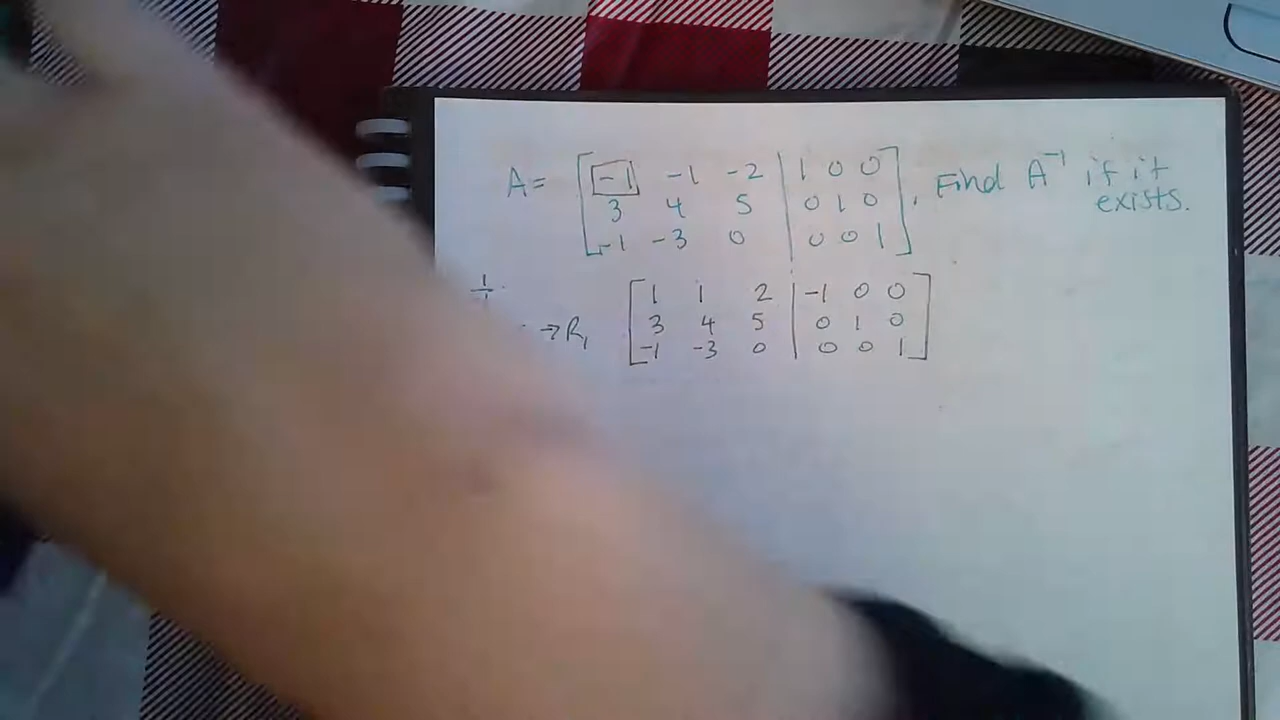 A = [ -1 -1 -2 | 1 0 0 ], Find A⁻¹ if it
3 4 5 | 0 1 0 exists.
-1 -3 0 | 0 0 1
→R₁ [ 1 1 2 | -1 0 0 ]
3 4 5 | 0 1 0
-1 -3 0 | 0 0 1